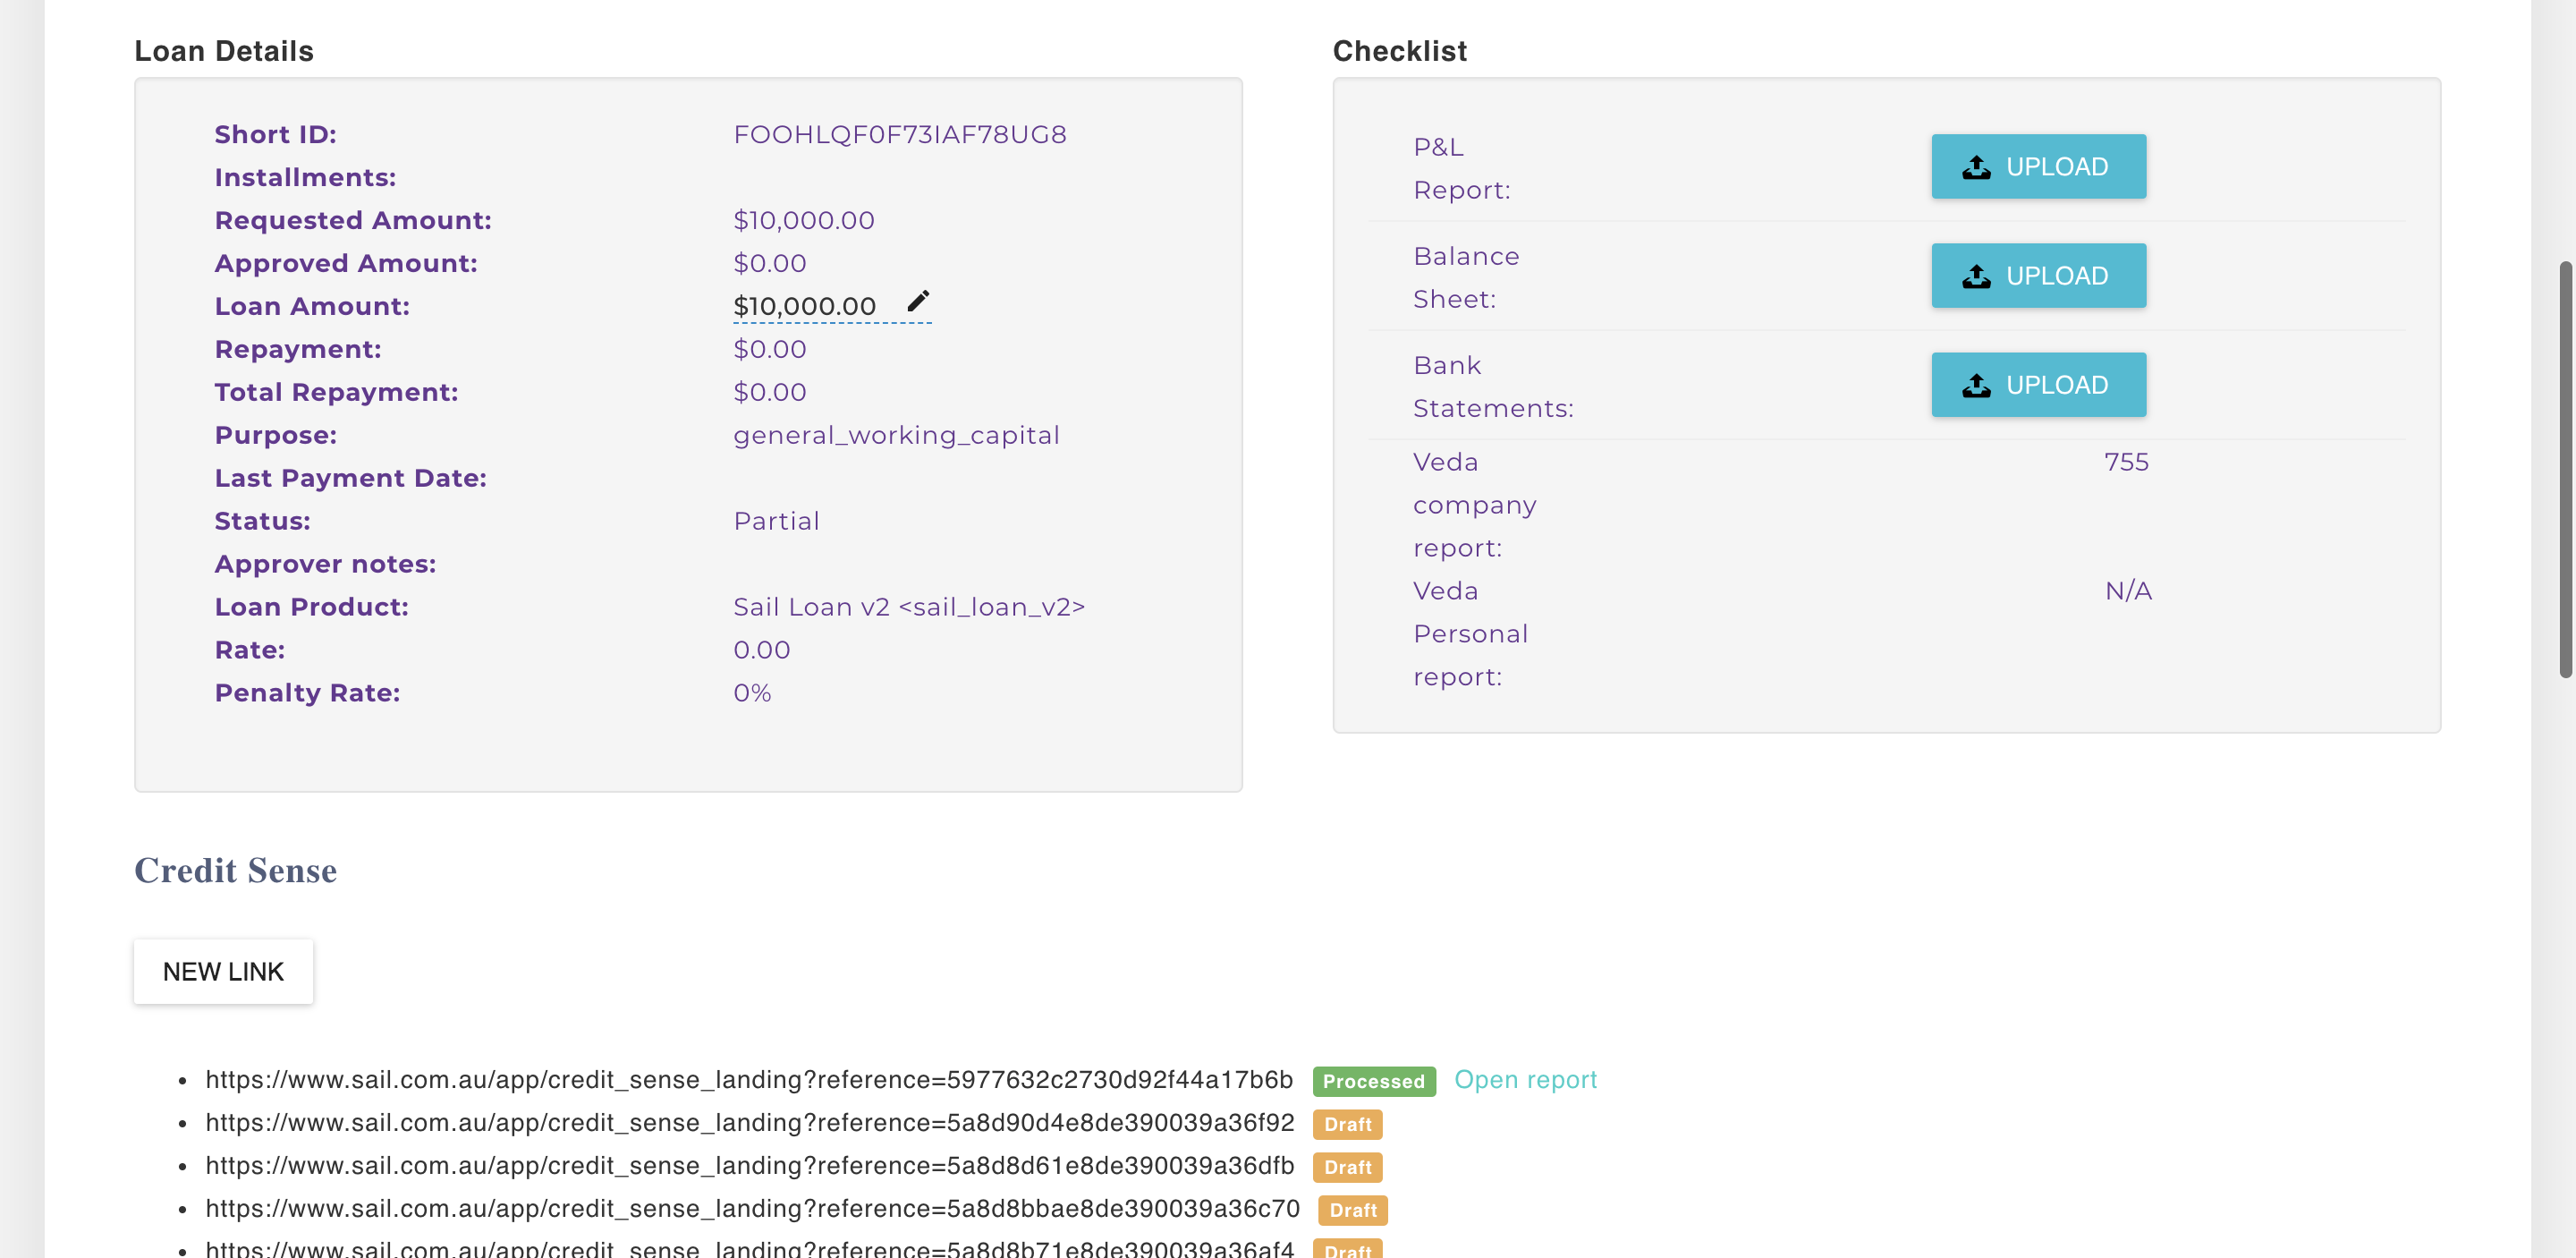 Loan Details
Short ID: FOOHLQF0F73IAF78UG8
Installments:
Requested Amount: $10,000.00
Approved Amount: $0.00
Loan Amount: $10,000.00
Repayment: $0.00
Total Repayment: $0.00
Purpose: general_working_capital
Last Payment Date:
Status: Partial
Approver notes:
Loan Product: Sail Loan v2 <sail_loan_v2>
Rate: 0.00
Penalty Rate: 0%
Checklist
P&L
Report:
UPLOAD
Balance
Sheet:
UPLOAD
Bank
Statements:
UPLOAD
Veda 755
company
report:
Veda N/A
Personal
report:
Credit Sense
NEW LINK
• https://www.sail.com.au/app/credit_sense_landing?reference=5977632c2730d92f44a17b6b Processed Open report
• https://www.sail.com.au/app/credit_sense_landing?reference=5a8d90d4e8de390039a36f92 Draft
• https://www.sail.com.au/app/credit_sense_landing?reference=5a8d8d61e8de390039a36dfb Draft
• https://www.sail.com.au/app/credit_sense_landing?reference=5a8d8bbae8de390039a36c70 Draft
• https://www.sail.com.au/app/credit_sense_landing?reference=5a8d8b71e8de390039a36af4 Draft